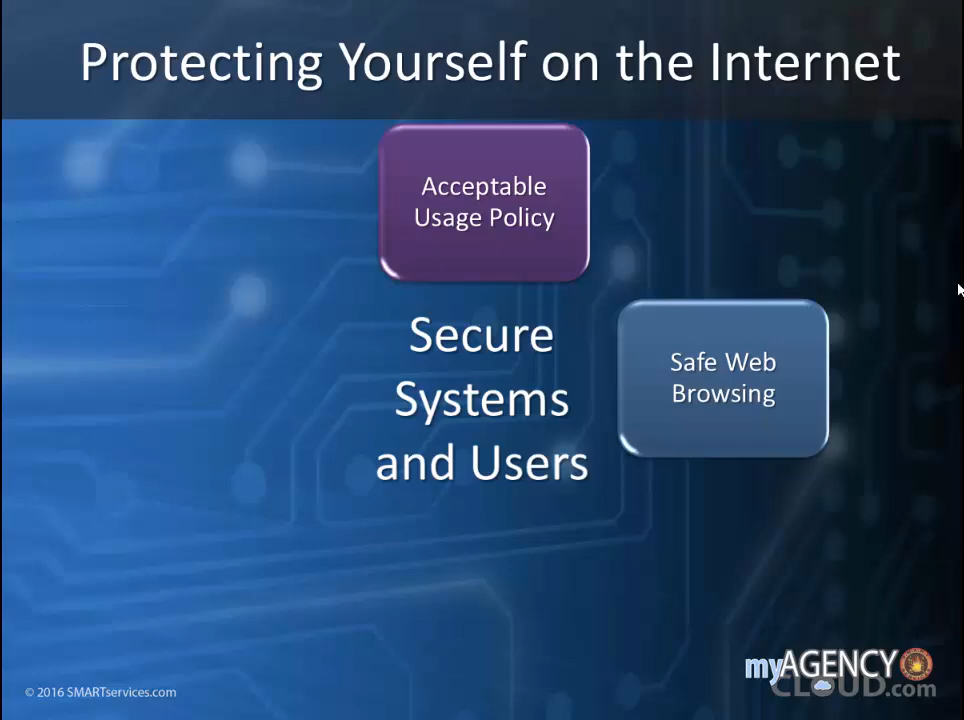 Protecting Yourself on the Internet
Acceptable
Usage Policy
Secure
Systems
and Users
Safe Web
Browsing
myAGENCY
CLOUD.com
© 2016 SMARTservices.com